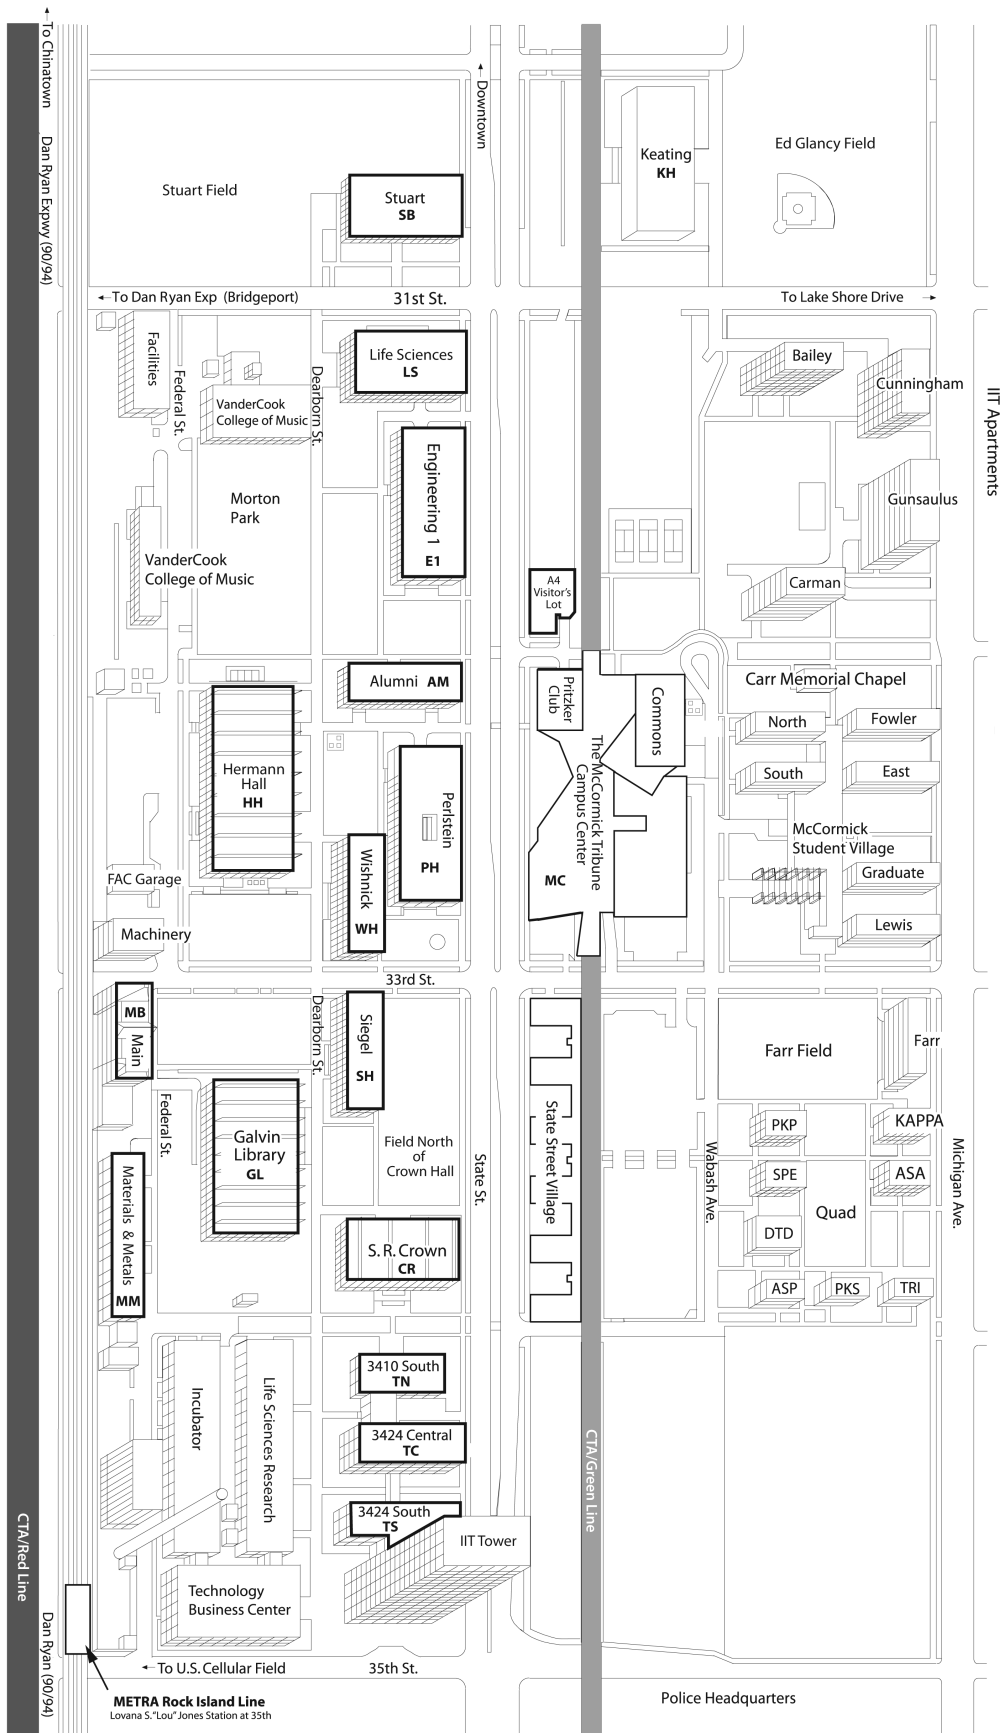 To Chinatown
Dan Ryan Expwy (90/94)
Downtown
Ed Glancy Field
Keating
KH
Stuart Field
Stuart
SB
To Dan Ryan Exp (Bridgeport)
31st St.
To Lake Shore Drive
Facilities
Federal St.
VanderCook
College of Music
Dearborn St.
Life Sciences
LS
Bailey
Cunningham
IIT Apartments
Engineering 1
E1
Morton
Park
Gunsaulus
VanderCook
College of Music
A4
Visitor's
Lot
Carman
Alumni AM
Pritzker
Club
Commons
Carr Memorial Chapel
North
Fowler
Hermann
Hall
HH
The McCormick Tribune
Campus Center
MC
South
East
Perlstein
PH
McCormick
Student Village
Wishnick
WH
FAC Garage
Graduate
Machinery
Lewis
33rd St.
MB
Main
Dearborn St.
Siegel
SH
Farr Field
Farr
Federal St.
Galvin
Library
GL
Field North
of
Crown Hall
State St.
State Street Village
Wabash Ave.
PKP
KAPPA
Michigan Ave.
SPE
ASA
Materials & Metals
MM
Quad
DTD
S. R. Crown
CR
ASP
PKS
TRI
3410 South
TN
Incubator
Life Sciences Research
3424 Central
TC
CTA/Green Line
3424 South
TS
IIT Tower
CTA/Red Line
Technology
Business Center
Dan Ryan (90/94)
To U.S. Cellular Field
35th St.
METRA Rock Island Line
Lovana S."Lou" Jones Station at 35th
Police Headquarters